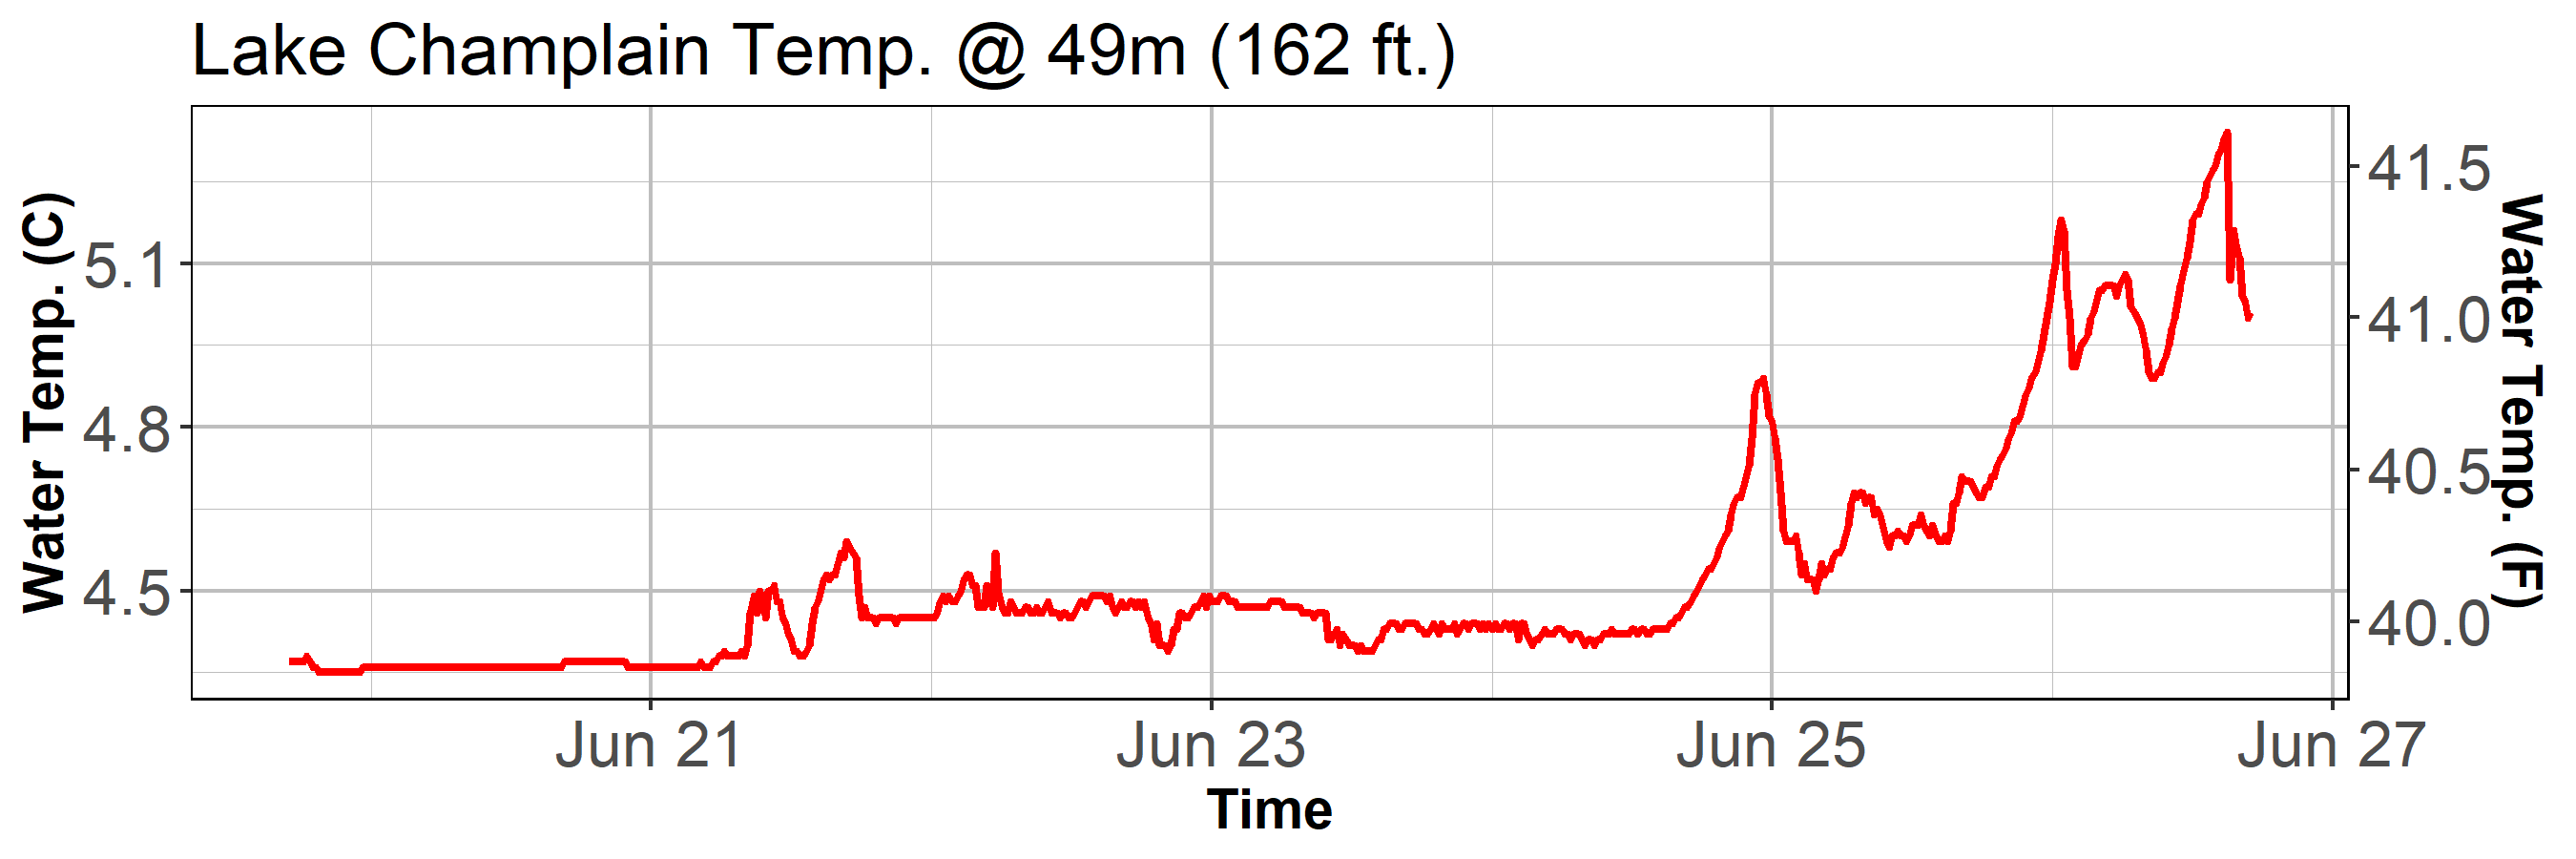 Lake Champlain Temp. @ 49m (162 ft.)
Water Temp. (C)
5.1
4.8
4.5
41.5
41.0
40.5
40.0
Water Temp. (F)
Jun 21 Jun 23 Jun 25 Jun 27
Time